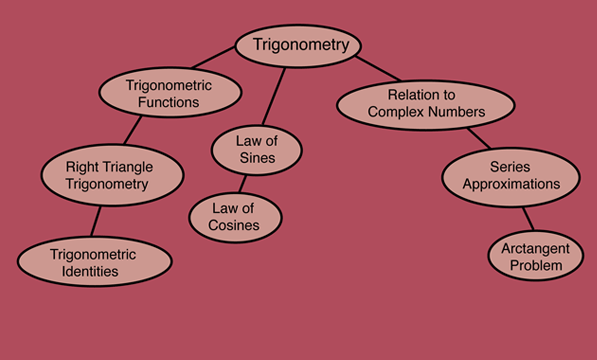 Trigonometry
Trigonometric
Functions
Relation to
Complex Numbers
Law of
Sines
Right Triangle
Trigonometry
Series
Approximations
Law of
Cosines
Trigonometric
Identities
Arctangent
Problem